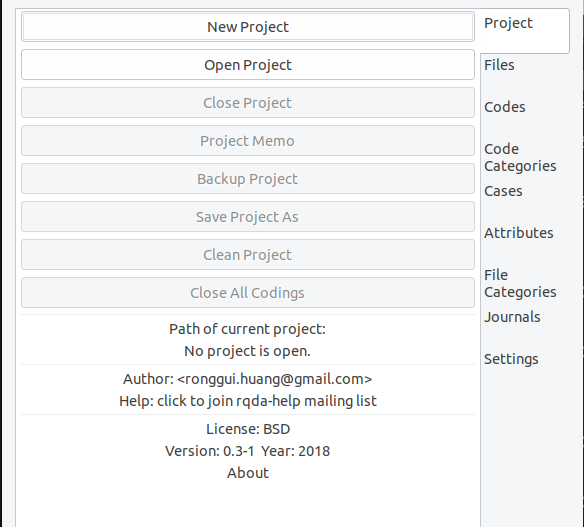 New Project
Open Project
Close Project
Project Memo
Backup Project
Save Project As
Clean Project
Close All Codings
Path of current project:
No project is open.
Author: <ronggui.huang@gmail.com>
Help: click to join rqda-help mailing list
License: BSD
Version: 0.3-1 Year: 2018
About
Project
Files
Codes
Code
Categories
Cases
Attributes
File
Categories
Journals
Settings